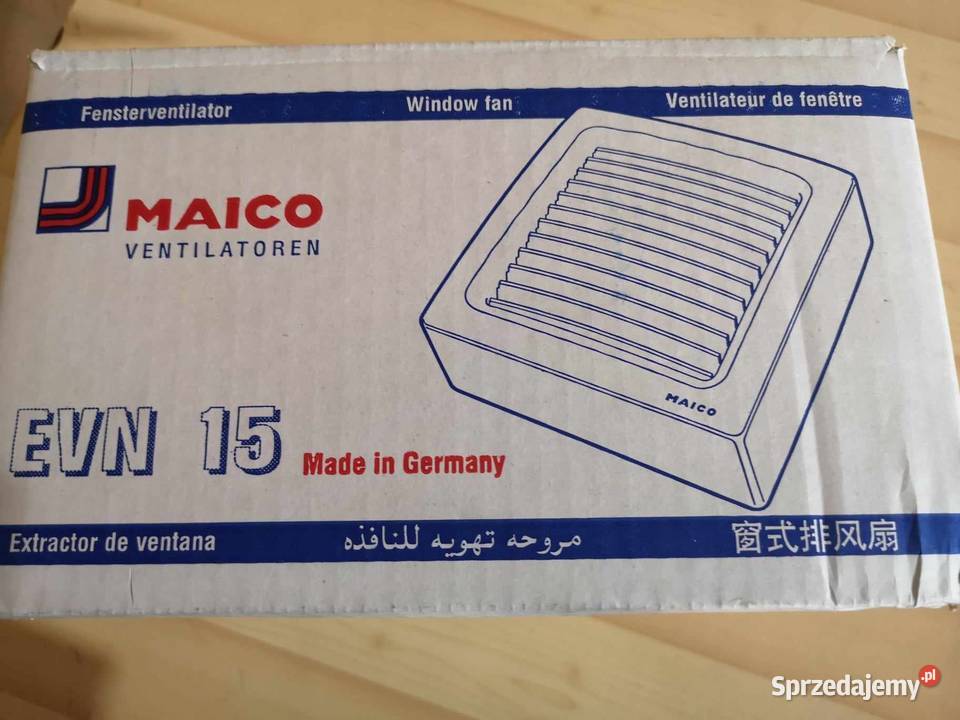 Fensterventilator
Window fan
Ventilateur de fenêtre
MAICO
VENTILATOREN
MAICO
EVN 15
Made in Germany
Extractor de ventana
مروحه تهويه للنافذه
窗式排风扇
Sprzedajemy.pl